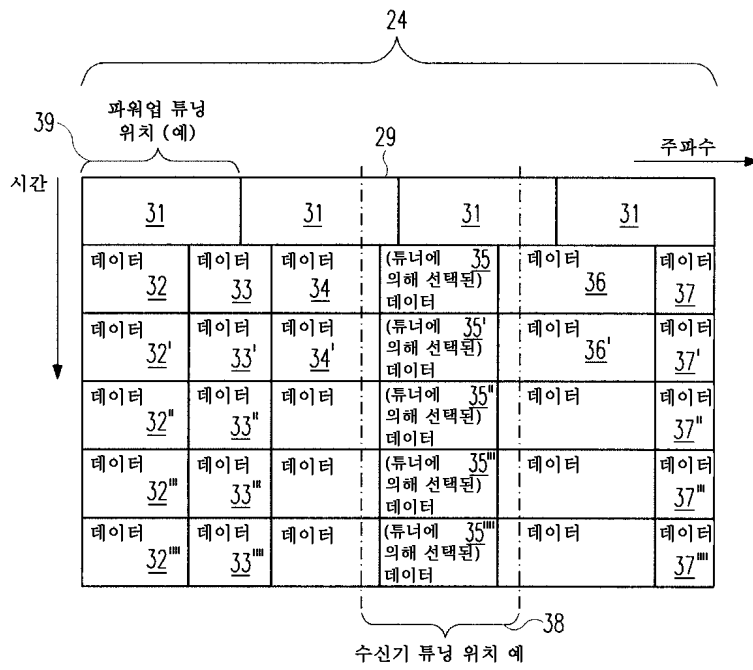 24
39
파워업 튜닝
위치 (예)
29
주파수
시간
31 31 31 31
데이터 32 데이터 33 데이터 34 (튜너에 35 의해 선택된) 데이터 데이터 36 데이터 37
데이터 32' 데이터 33' 데이터 34' (튜너에 35' 의해 선택된) 데이터 데이터 36' 데이터 37'
데이터 32'' 데이터 33'' 데이터 (튜너에 35'' 의해 선택된) 데이터 데이터 데이터 37''
데이터 32''' 데이터 33''' 데이터 (튜너에 35'''' 의해 선택된) 데이터 데이터 데이터 37'''
데이터 32'''' 데이터 33'''' 데이터 (튜너에 35''''' 의해 선택된) 데이터 데이터 데이터 37''''
38
수신기 튜닝 위치 예